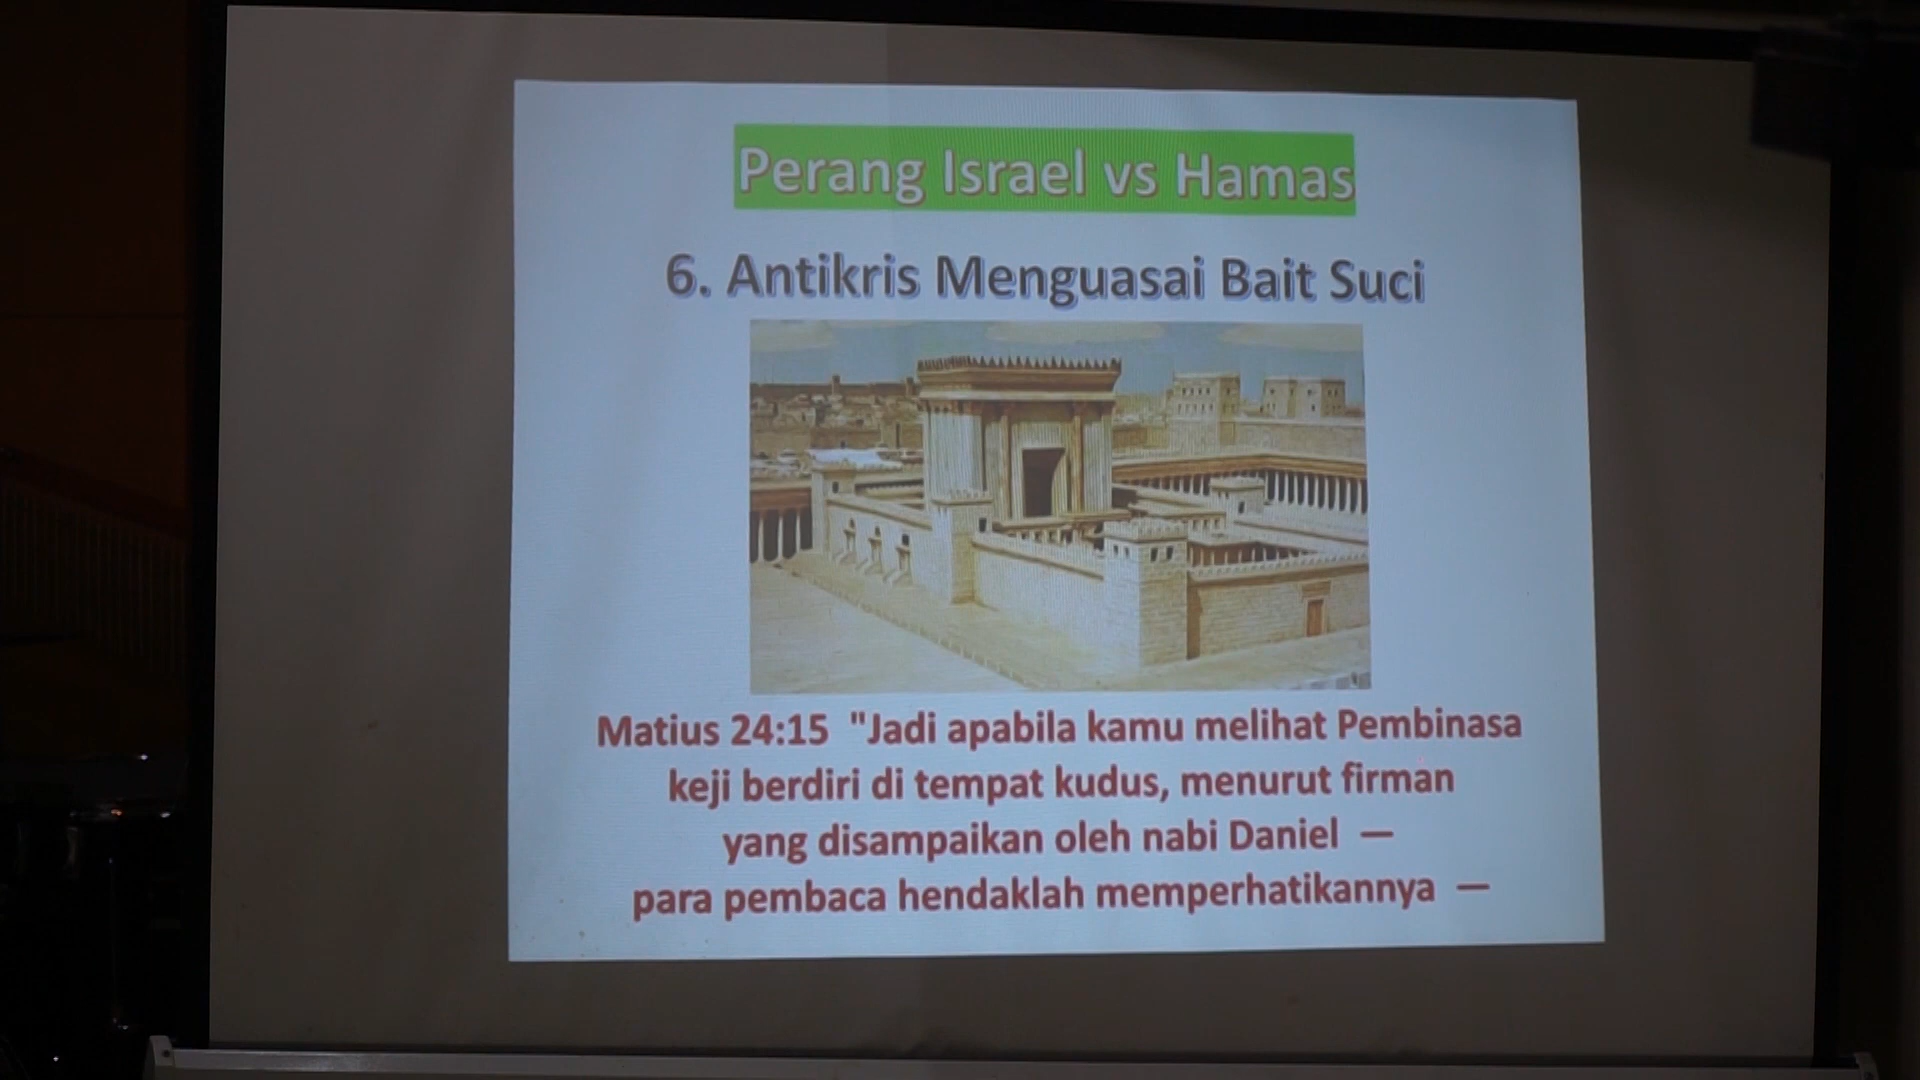 Perang Israel vs Hamas
6. Antikris Menguasai Bait Suci
Matius 24:15 "Jadi apabila kamu melihat Pembinasa
keji berdiri di tempat kudus, menurut firman
yang disampaikan oleh nabi Daniel —
para pembaca hendaklah memperhatikannya —